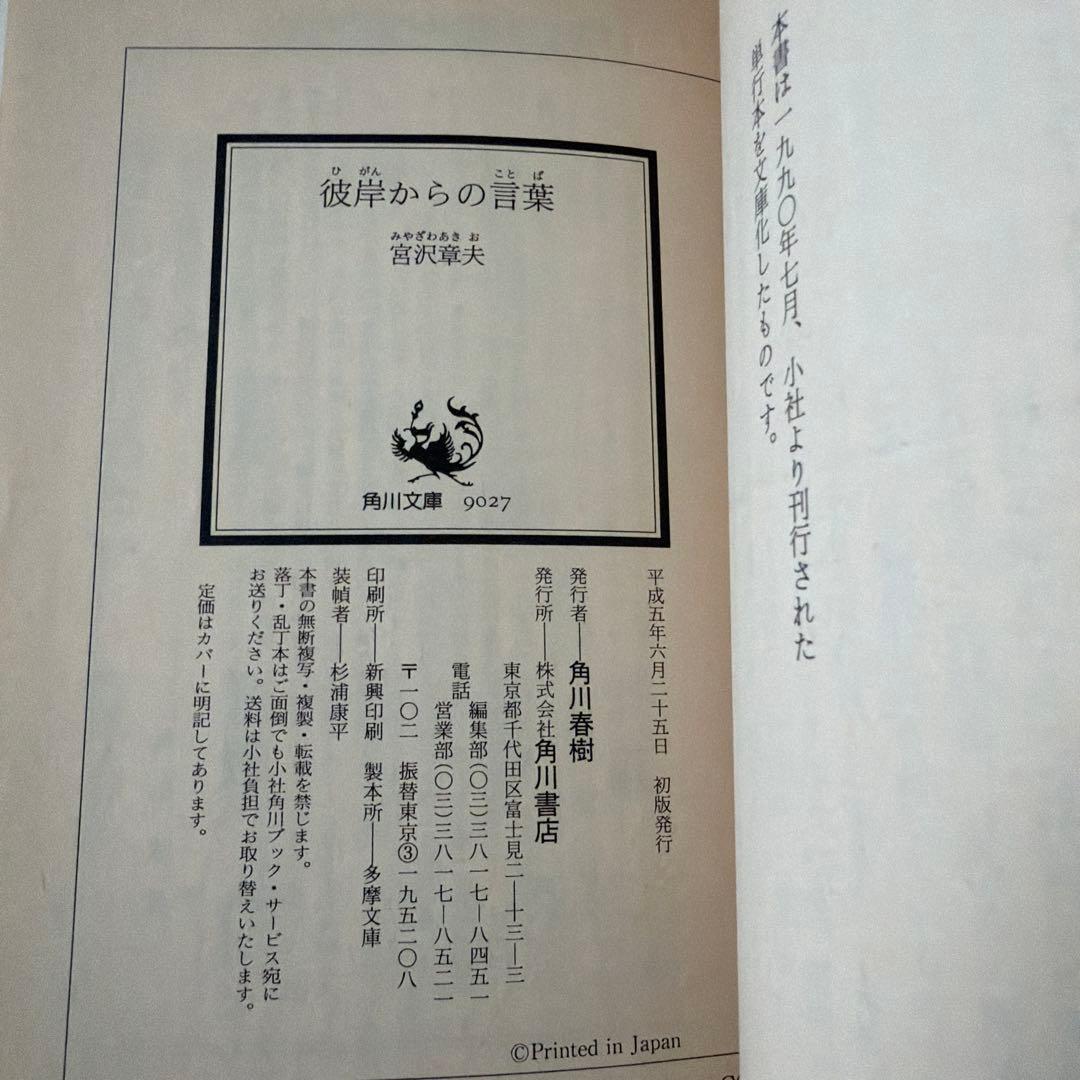 本書は一九九〇年七月、小社より刊行された
単行本を文庫化したものです。
ひ がん こと ば
彼岸からの言葉
みやざわあき お
宮沢章夫
角川文庫 9027
平成五年六月二十五日 初版発行
発行者――角川春樹
発行所――株式会社角川書店
東京都千代田区富士見二―十三―三
電話 編集部(〇三)三八一七―八四五一
営業部(〇三)三八一七―八五二一
〒一〇二 振替東京③一九五二〇八
印刷所――新興印刷 製本所――多摩文庫
装幀者――杉浦康平
本書の無断複写・複製・転載を禁じます。
落丁・乱丁本はご面倒でも小社角川ブック・サービス宛に
お送りください。送料は小社負担でお取り替えいたします。
定価はカバーに明記してあります。
©Printed in Japan